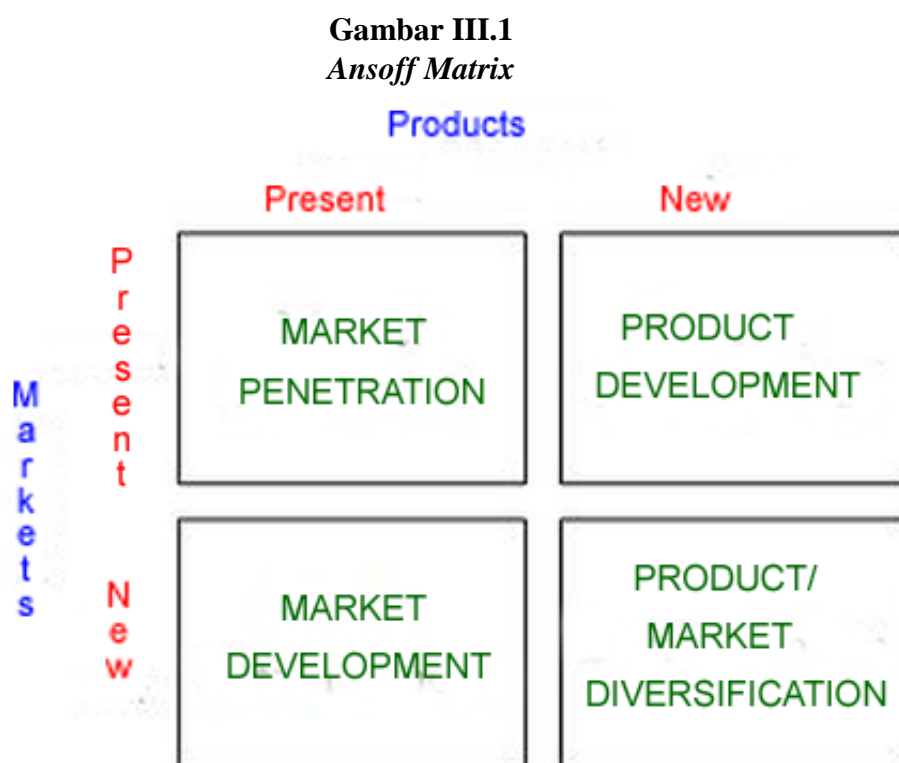 Gambar III.1
Ansoff Matrix
Products
Present
New
Markets
Present
MARKET
PENETRATION
PRODUCT
DEVELOPMENT
New
MARKET
DEVELOPMENT
PRODUCT/
MARKET
DIVERSIFICATION